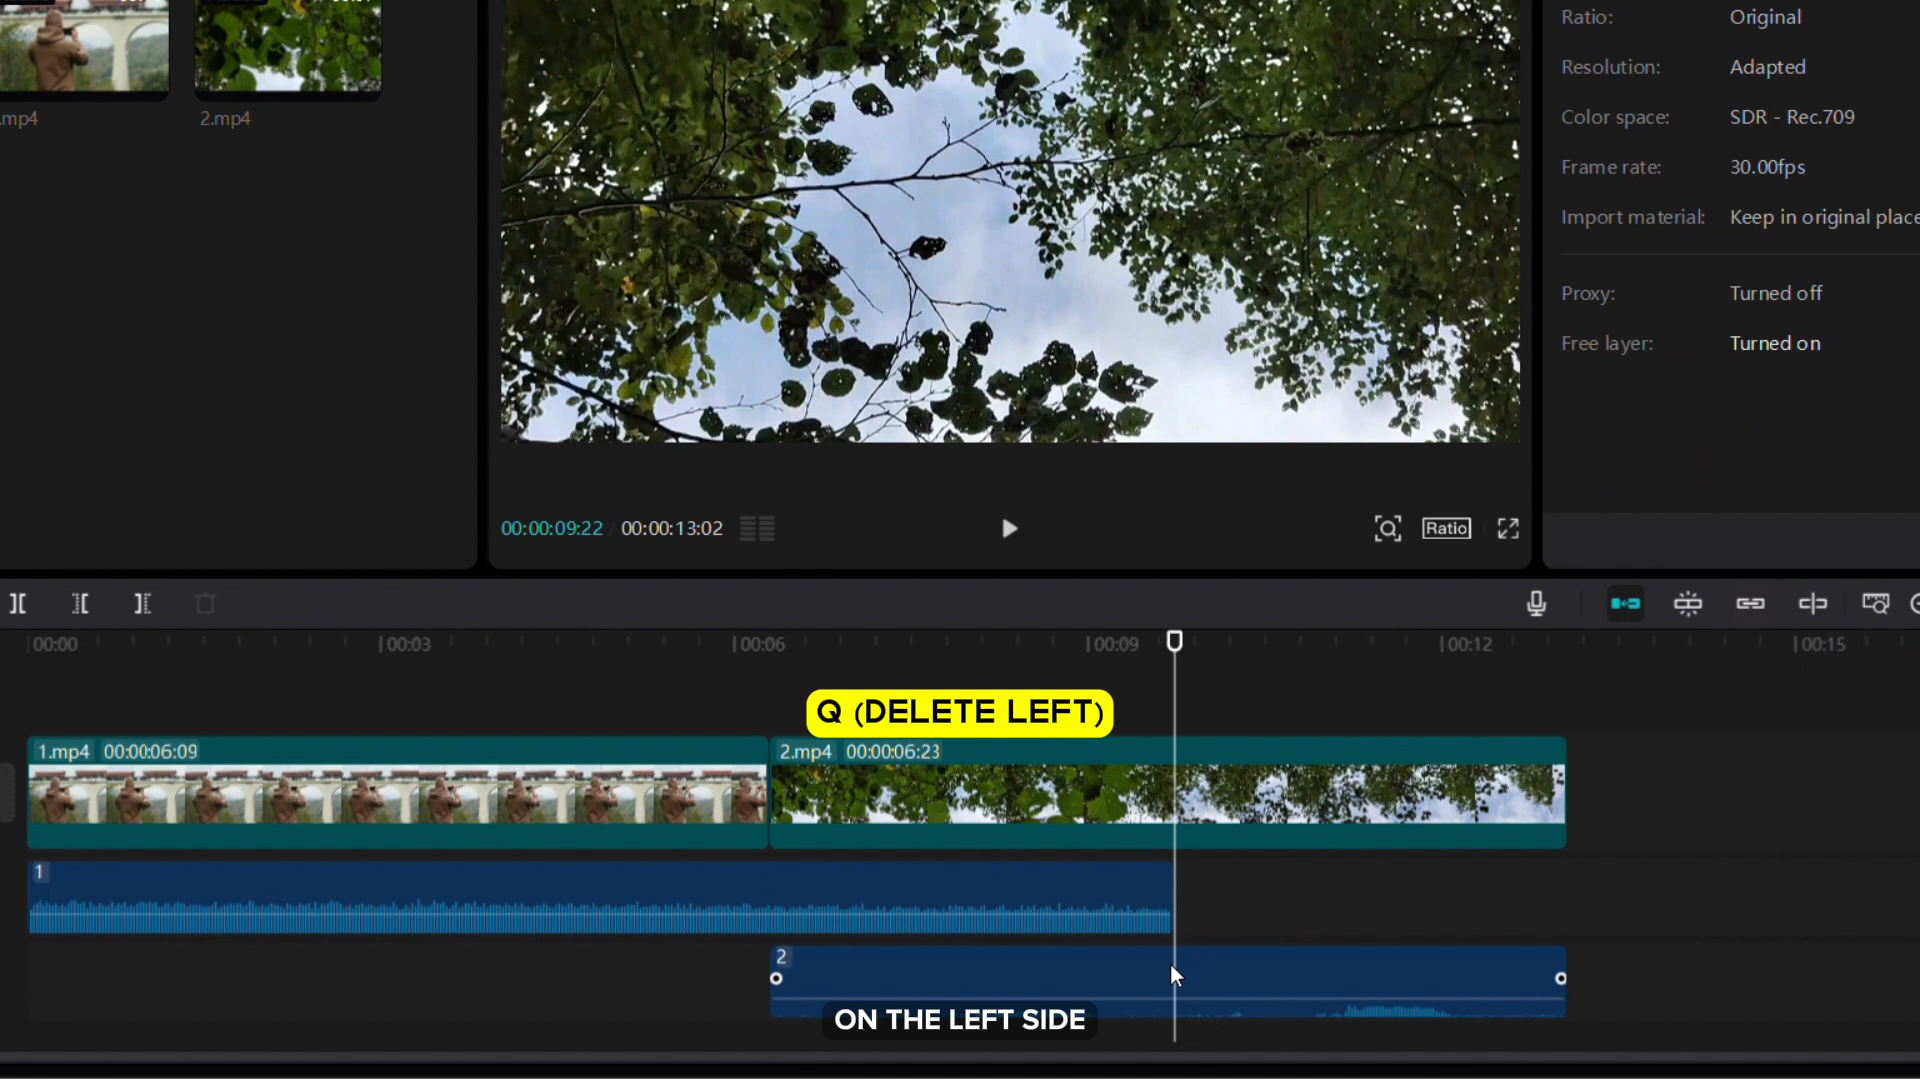 .mp4
2.mp4
Ratio: Original
Resolution: Adapted
Color space: SDR - Rec.709
Frame rate: 30.00fps
Import material: Keep in original place
Proxy: Turned off
Free layer: Turned on
00:00:09:22 / 00:00:13:02
Ratio
00:00 00:03 00:06 00:09 00:12 00:15
Q (DELETE LEFT)
1.mp4 00:00:06:09 2.mp4 00:00:06:23
1
2
ON THE LEFT SIDE